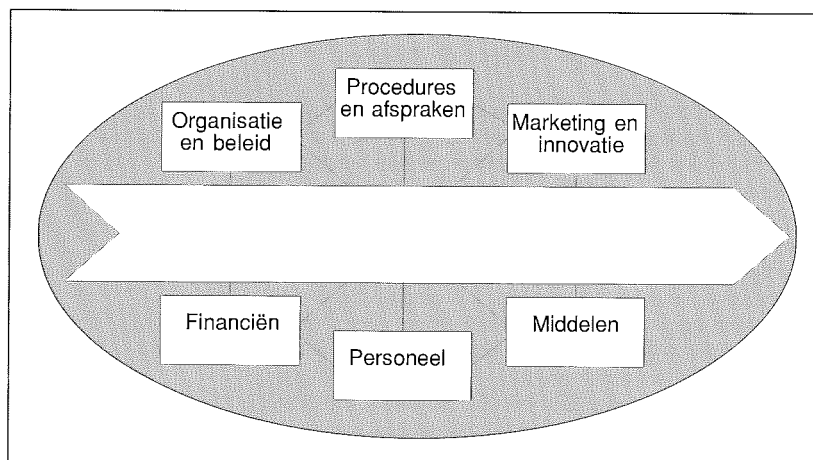 Procedures
en afspraken
Organisatie
en beleid
Marketing en
innovatie
Financiën
Personeel
Middelen